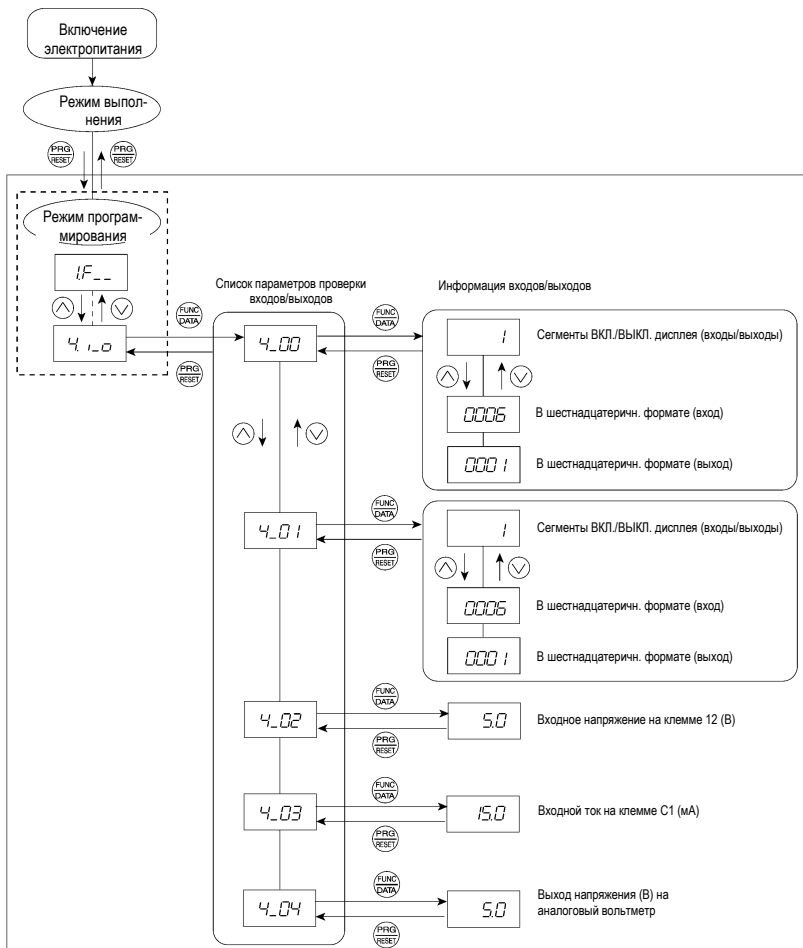 Включение
электропитания
Режим выпол-
нения
PRG
RESET
PRG
RESET
Режим програм-
мирования
1.F__
4.i_o
FUNC
DATA
PRG
RESET
Список параметров проверки
входов/выходов
4_00
4_01
4_02
4_03
4_04
Информация входов/выходов
FUNC
DATA
PRG
RESET
1
Сегменты ВКЛ./ВЫКЛ. дисплея (входы/выходы)
0006
В шестнадцатеричн. формате (вход)
0001
В шестнадцатеричн. формате (выход)
FUNC
DATA
PRG
RESET
1
Сегменты ВКЛ./ВЫКЛ. дисплея (входы/выходы)
0006
В шестнадцатеричн. формате (вход)
0001
В шестнадцатеричн. формате (выход)
FUNC
DATA
PRG
RESET
5.0
Входное напряжение на клемме 12 (В)
FUNC
DATA
PRG
RESET
15.0
Входной ток на клемме C1 (мА)
FUNC
DATA
PRG
RESET
5.0
Выход напряжения (В) на
аналоговый вольтметр